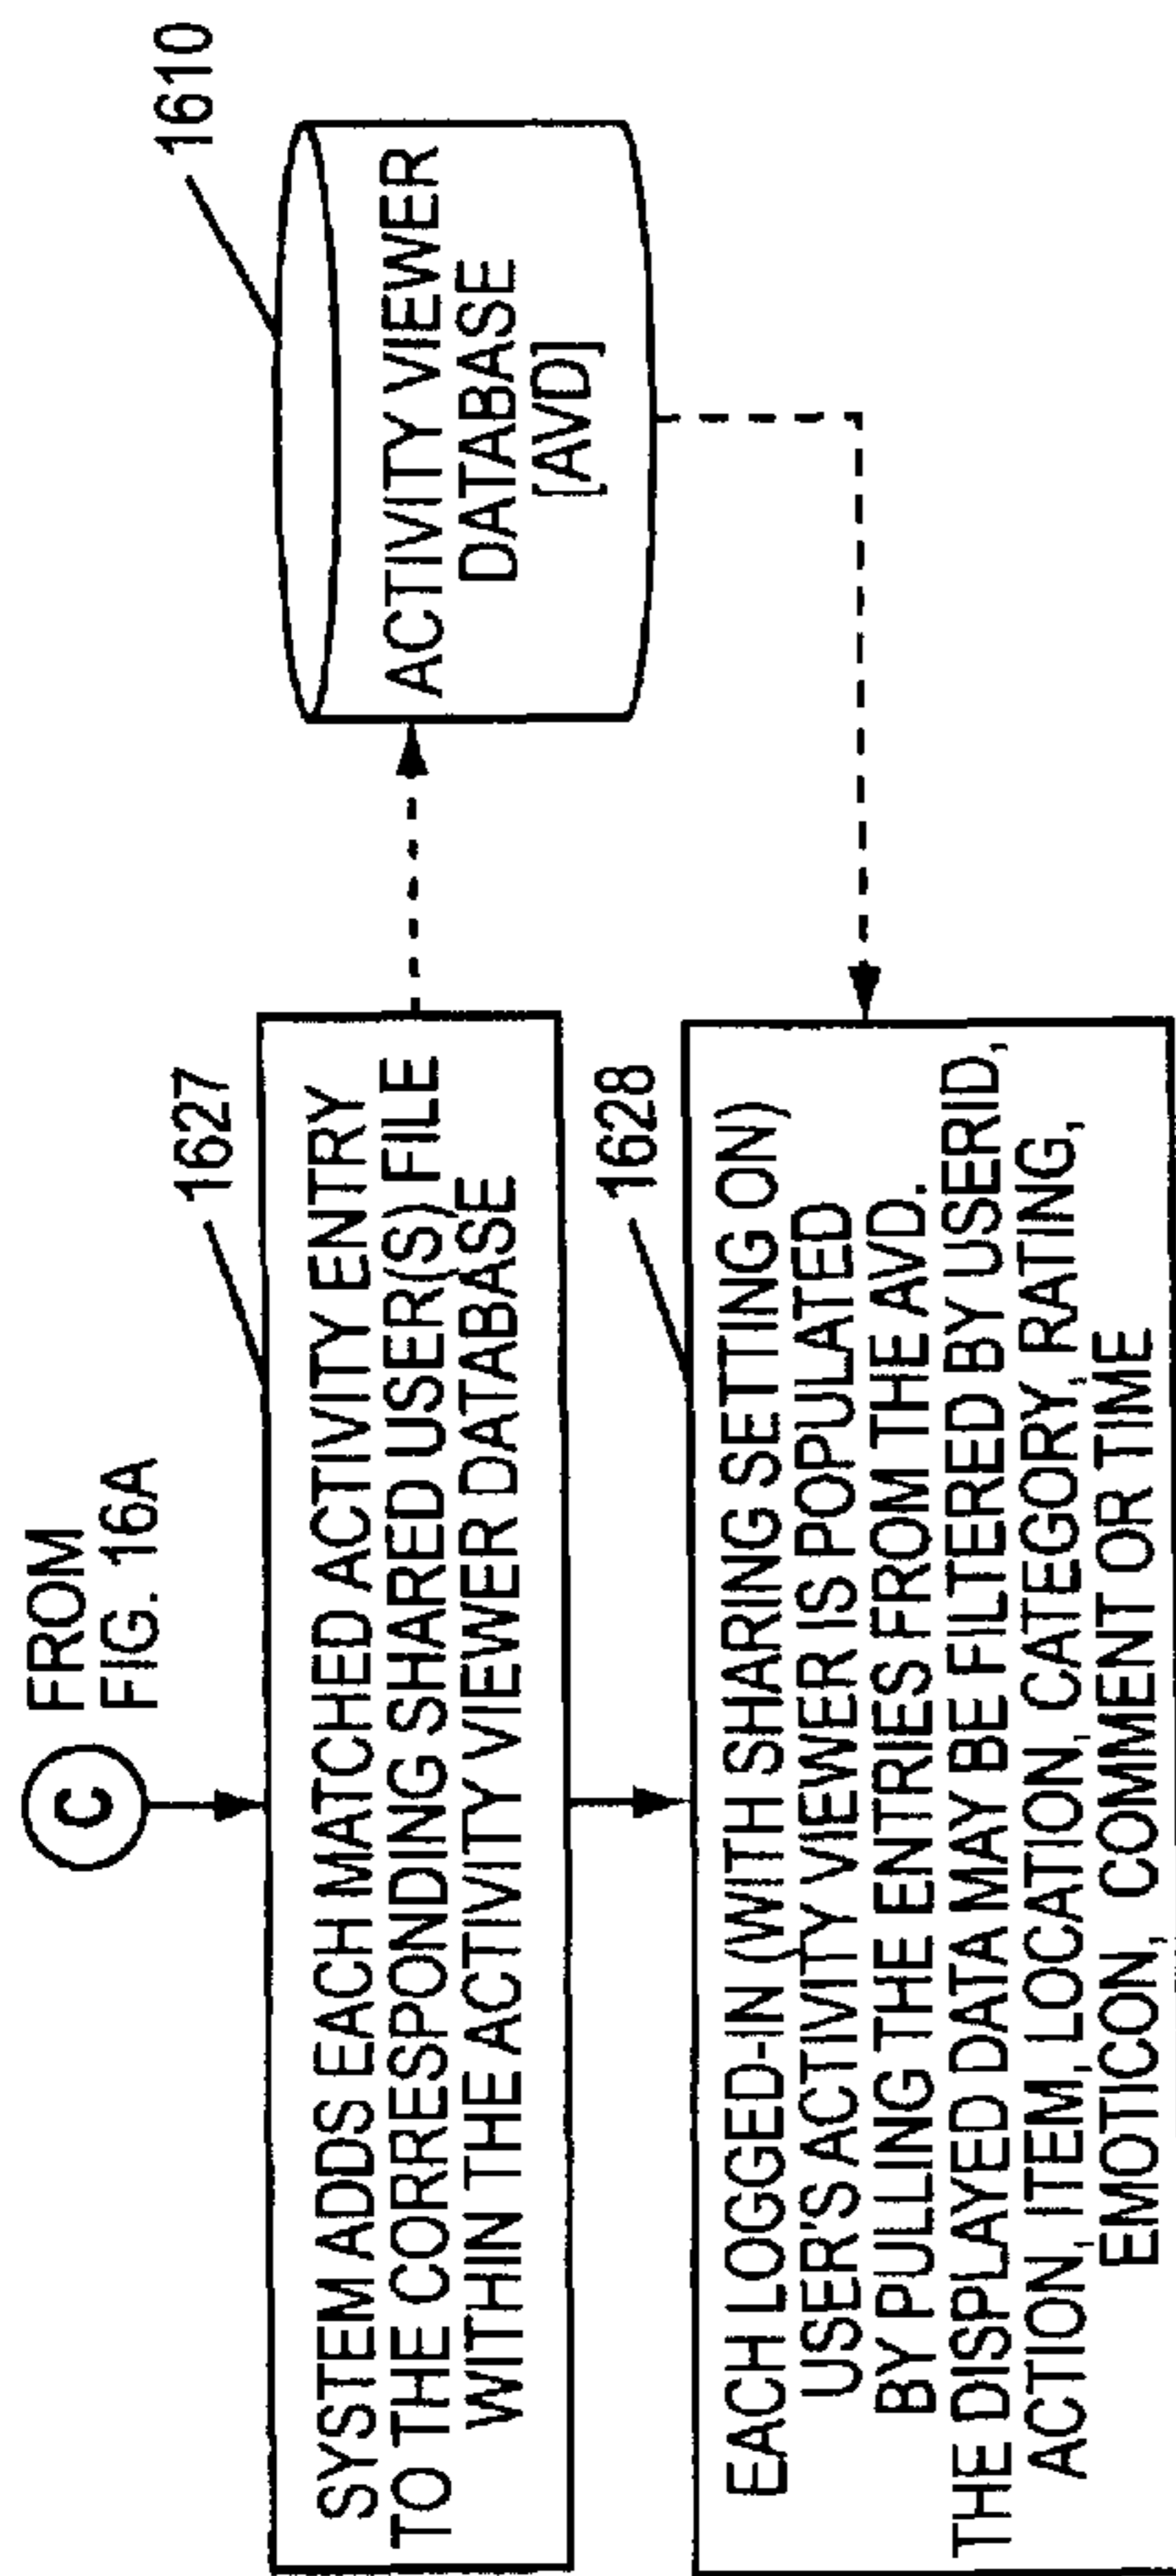 C
FROM
FIG. 16A
1627
SYSTEM ADDS EACH MATCHED ACTIVITY ENTRY
TO THE CORRESPONDING SHARED USER(S) FILE
WITHIN THE ACTIVITY VIEWER DATABASE
1610
ACTIVITY VIEWER
DATABASE
[AVD]
1628
EACH LOGGED-IN (WITH SHARING SETTING ON)
USER'S ACTIVITY VIEWER IS POPULATED
BY PULLING THE ENTRIES FROM THE AVD.
THE DISPLAYED DATA MAY BE FILTERED BY USERID,
ACTION, ITEM, LOCATION, CATEGORY, RATING,
EMOTICON, COMMENT OR TIME